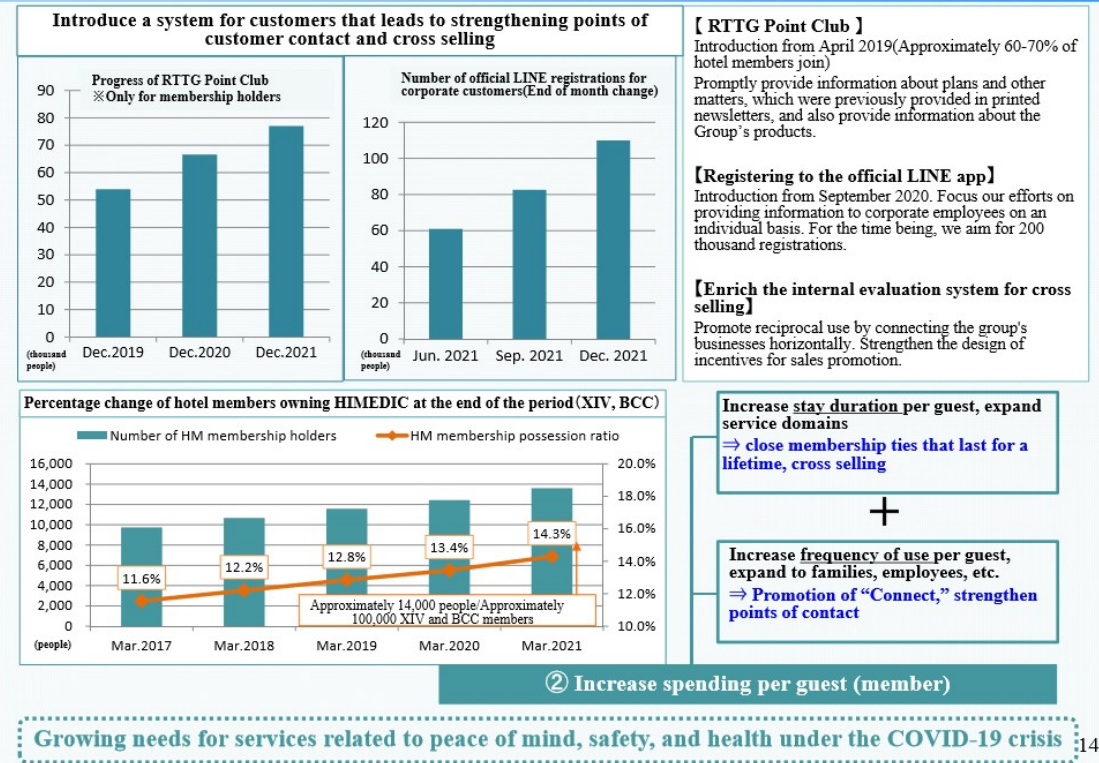 Introduce a system for customers that leads to strengthening points of
customer contact and cross selling
Progress of RTTG Point Club
※Only for membership holders
90
80
70
60
50
40
30
20
10
0
(thousand
people)
Dec.2019 Dec.2020 Dec.2021
Number of official LINE registrations for
corporate customers(End of month change)
120
100
80
60
40
20
0
(thousand
people)
Jun. 2021 Sep. 2021 Dec. 2021
【 RTTG Point Club 】
Introduction from April 2019(Approximately 60-70% of
hotel members join)
Promptly provide information about plans and other
matters, which were previously provided in printed
newsletters, and also provide information about the
Group's products.
【Registering to the official LINE app】
Introduction from September 2020. Focus our efforts on
providing information to corporate employees on an
individual basis. For the time being, we aim for 200
thousand registrations.
【Enrich the internal evaluation system for cross
selling】
Promote reciprocal use by connecting the group's
businesses horizontally. Strengthen the design of
incentives for sales promotion.
Percentage change of hotel members owning HIMEDIC at the end of the period(XIV, BCC)
Number of HM membership holders HM membership possession ratio
16,000
14,000
12,000
10,000
8,000
6,000
4,000
2,000
0
(people)
20.0%
18.0%
16.0%
14.0%
12.0%
10.0%
11.6%
12.2%
12.8%
13.4%
14.3%
Approximately 14,000 people/Approximately
100,000 XIV and BCC members
Mar.2017 Mar.2018 Mar.2019 Mar.2020 Mar.2021
Increase stay duration per guest, expand
service domains
⇒ close membership ties that last for a
lifetime, cross selling
+
Increase frequency of use per guest,
expand to families, employees, etc.
⇒ Promotion of “Connect,” strengthen
points of contact
② Increase spending per guest (member)
Growing needs for services related to peace of mind, safety, and health under the COVID-19 crisis
14